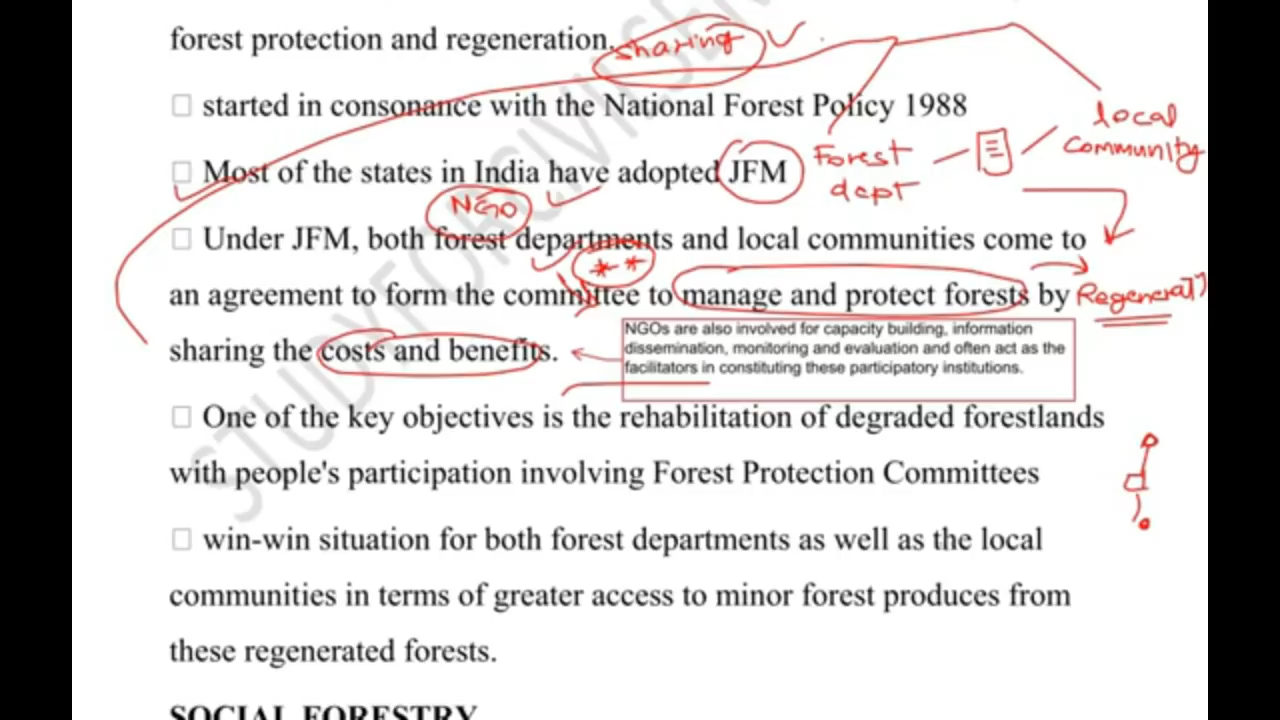 forest protection and regeneration.
sharing
☐ started in consonance with the National Forest Policy 1988
local
community
☐ Most of the states in India have adopted JFM
Forest
dept
NGO
☐ Under JFM, both forest departments and local communities come to
**
an agreement to form the committee to manage and protect forests by
sharing the costs and benefits.
NGOs are also involved for capacity building, information
dissemination, monitoring and evaluation and often act as the
facilitators in constituting these participatory institutions.
☐ One of the key objectives is the rehabilitation of degraded forestlands
with people's participation involving Forest Protection Committees
☐ win-win situation for both forest departments as well as the local
communities in terms of greater access to minor forest produces from
these regenerated forests.
SOCIAL FORESTRY